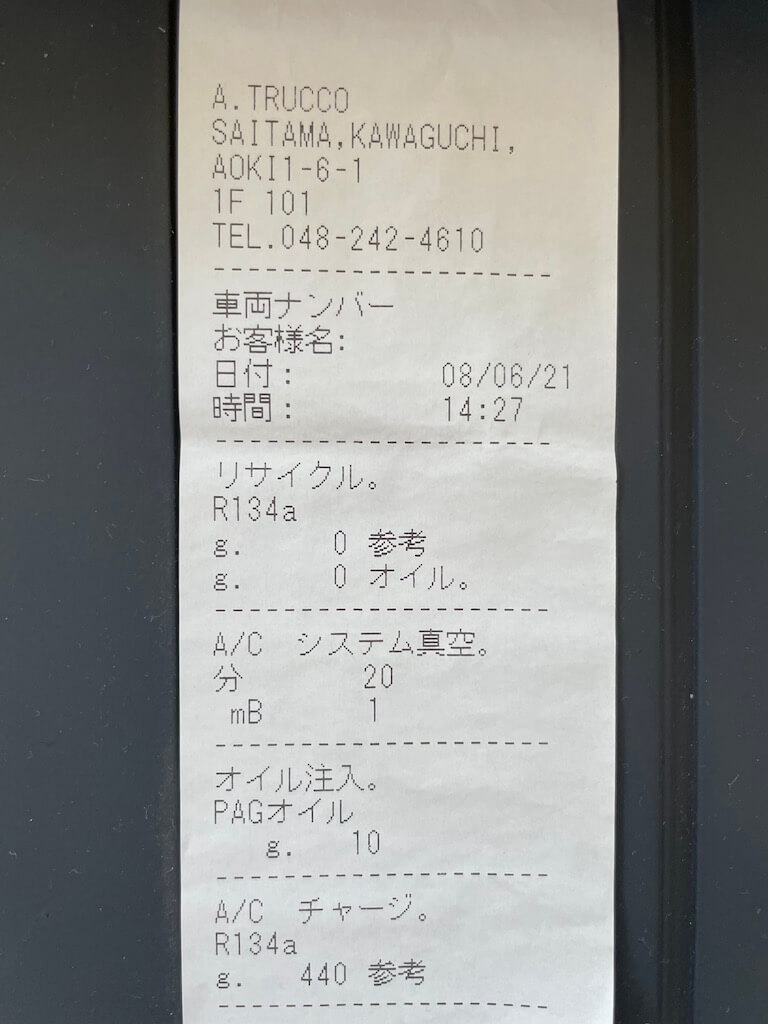 A.TRUCCO
SAITAMA,KAWAGUCHI,
AOKI1-6-1
1F 101
TEL.048-242-4610
--------------------
車両ナンバー
お客様名:
日付: 08/06/21
時間: 14:27
--------------------
リサイクル。
R134a
g. 0 参考
g. 0 オイル。
--------------------
A/C システム真空。
分 20
mB 1
--------------------
オイル注入。
PAGオイル
g. 10
--------------------
A/C チャージ。
R134a
g. 440 参考
--------------------